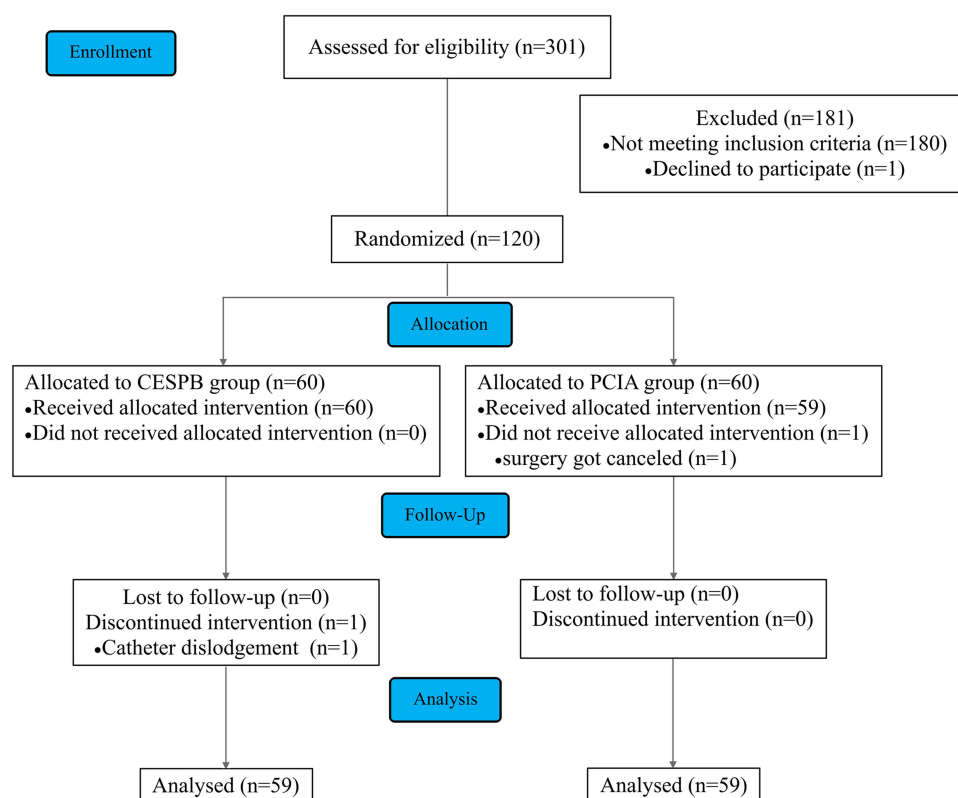 Enrollment
Assessed for eligibility (n=301)
Excluded (n=181)
•Not meeting inclusion criteria (n=180)
•Declined to participate (n=1)
Randomized (n=120)
Allocation
Allocated to CESPB group (n=60)
•Received allocated intervention (n=60)
•Did not received allocated intervention (n=0)
Allocated to PCIA group (n=60)
•Received allocated intervention (n=59)
•Did not receive allocated intervention (n=1)
•surgery got canceled (n=1)
Follow-Up
Lost to follow-up (n=0)
Discontinued intervention (n=1)
•Catheter dislodgement (n=1)
Lost to follow-up (n=0)
Discontinued intervention (n=0)
Analysis
Analysed (n=59)
Analysed (n=59)